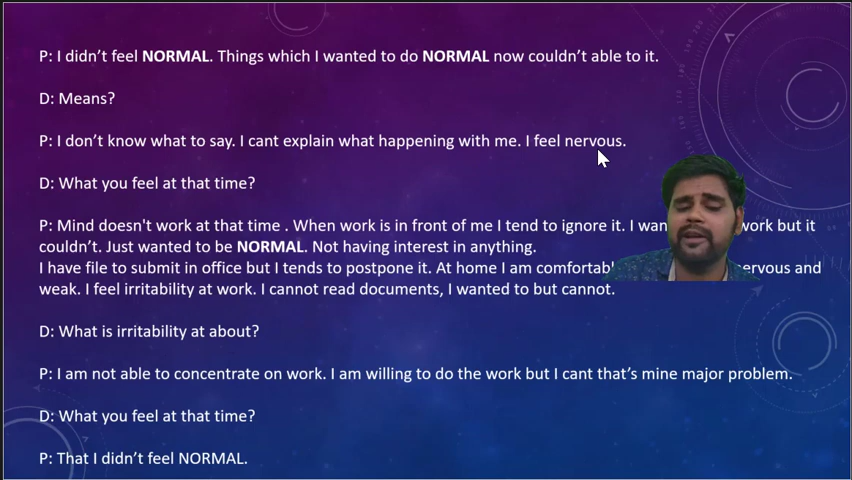 P: I didn't feel NORMAL. Things which I wanted to do NORMAL now couldn't able to it.
D: Means?
P: I don't know what to say. I cant explain what happening with me. I feel nervous.
D: What you feel at that time?
P: Mind doesn't work at that time . When work is in front of me I tend to ignore it. I work but it
couldn't. Just wanted to be NORMAL. Not having interest in anything.
I have file to submit in office but I tends to postpone it. At home I am and
weak. I feel irritability at work. I cannot read documents, I wanted to but cannot.
D: What is irritability at about?
P: I am not able to concentrate on work. I am willing to do the work but I cant that's mine major problem.
D: What you feel at that time?
P: That I didn't feel NORMAL.